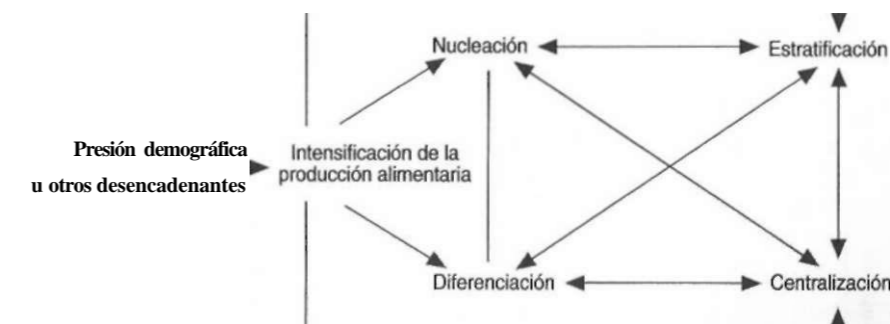 Nucleación
Estratificación
Presión demográfica
u otros desencadenantes
Intensificación de la
producción alimentaria
Diferenciación
Centralización